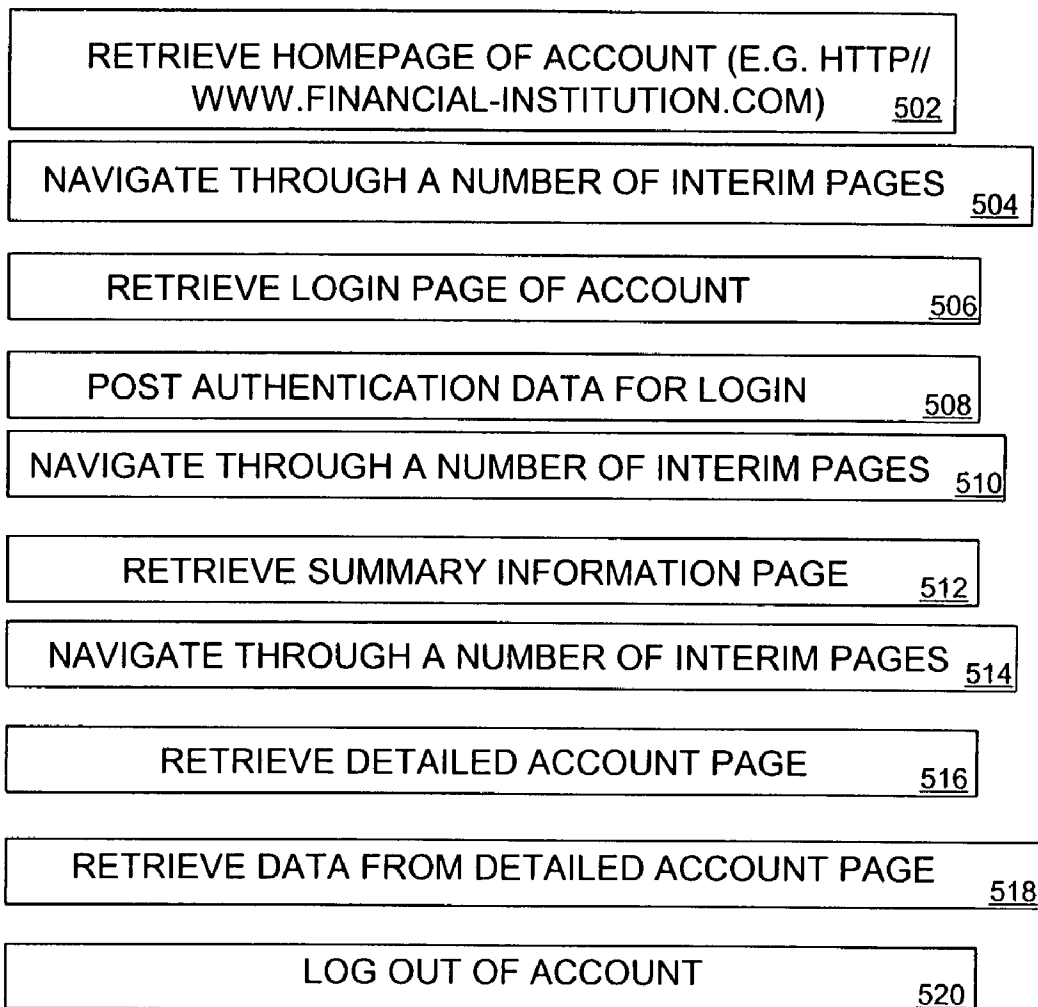 RETRIEVE HOMEPAGE OF ACCOUNT (E.G. HTTP//
WWW.FINANCIAL-INSTITUTION.COM) 502
NAVIGATE THROUGH A NUMBER OF INTERIM PAGES 504
RETRIEVE LOGIN PAGE OF ACCOUNT 506
POST AUTHENTICATION DATA FOR LOGIN 508
NAVIGATE THROUGH A NUMBER OF INTERIM PAGES 510
RETRIEVE SUMMARY INFORMATION PAGE 512
NAVIGATE THROUGH A NUMBER OF INTERIM PAGES 514
RETRIEVE DETAILED ACCOUNT PAGE 516
RETRIEVE DATA FROM DETAILED ACCOUNT PAGE 518
LOG OUT OF ACCOUNT 520